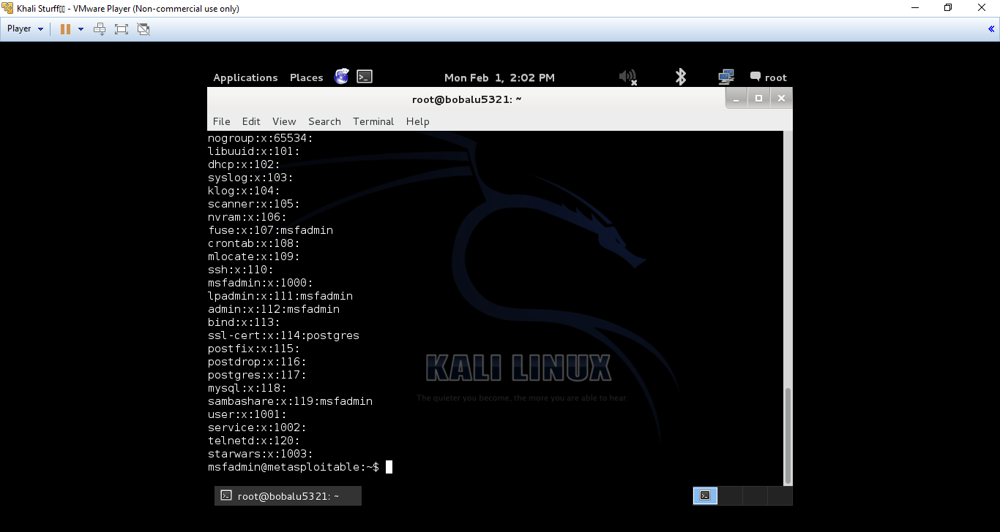 Khali Sturff - VMware Player (Non-commercial use only)
Player
Applications Places Mon Feb 1, 2:02 PM root
root@bobalu5321: ~
File Edit View Search Terminal Help
nogroup:x:65534:
libuuid:x:101:
dhcp:x:102:
syslog:x:103:
klog:x:104:
scanner:x:105:
nvram:x:106:
fuse:x:107:msfadmin
crontab:x:108:
mlocate:x:109:
ssh:x:110:
msfadmin:x:1000:
lpadmin:x:111:msfadmin
admin:x:112:msfadmin
bind:x:113:
ssl-cert:x:114:postgres
postfix:x:115:
postdrop:x:116:
postgres:x:117:
mysql:x:118:
sambashare:x:119:msfadmin
user:x:1001:
service:x:1002:
telnetd:x:120:
starwars:x:1003:
msfadmin@metasploitable:~$
KALI LINUX
The quieter you become, the more you are able to hear.
root@bobalu5321: ~